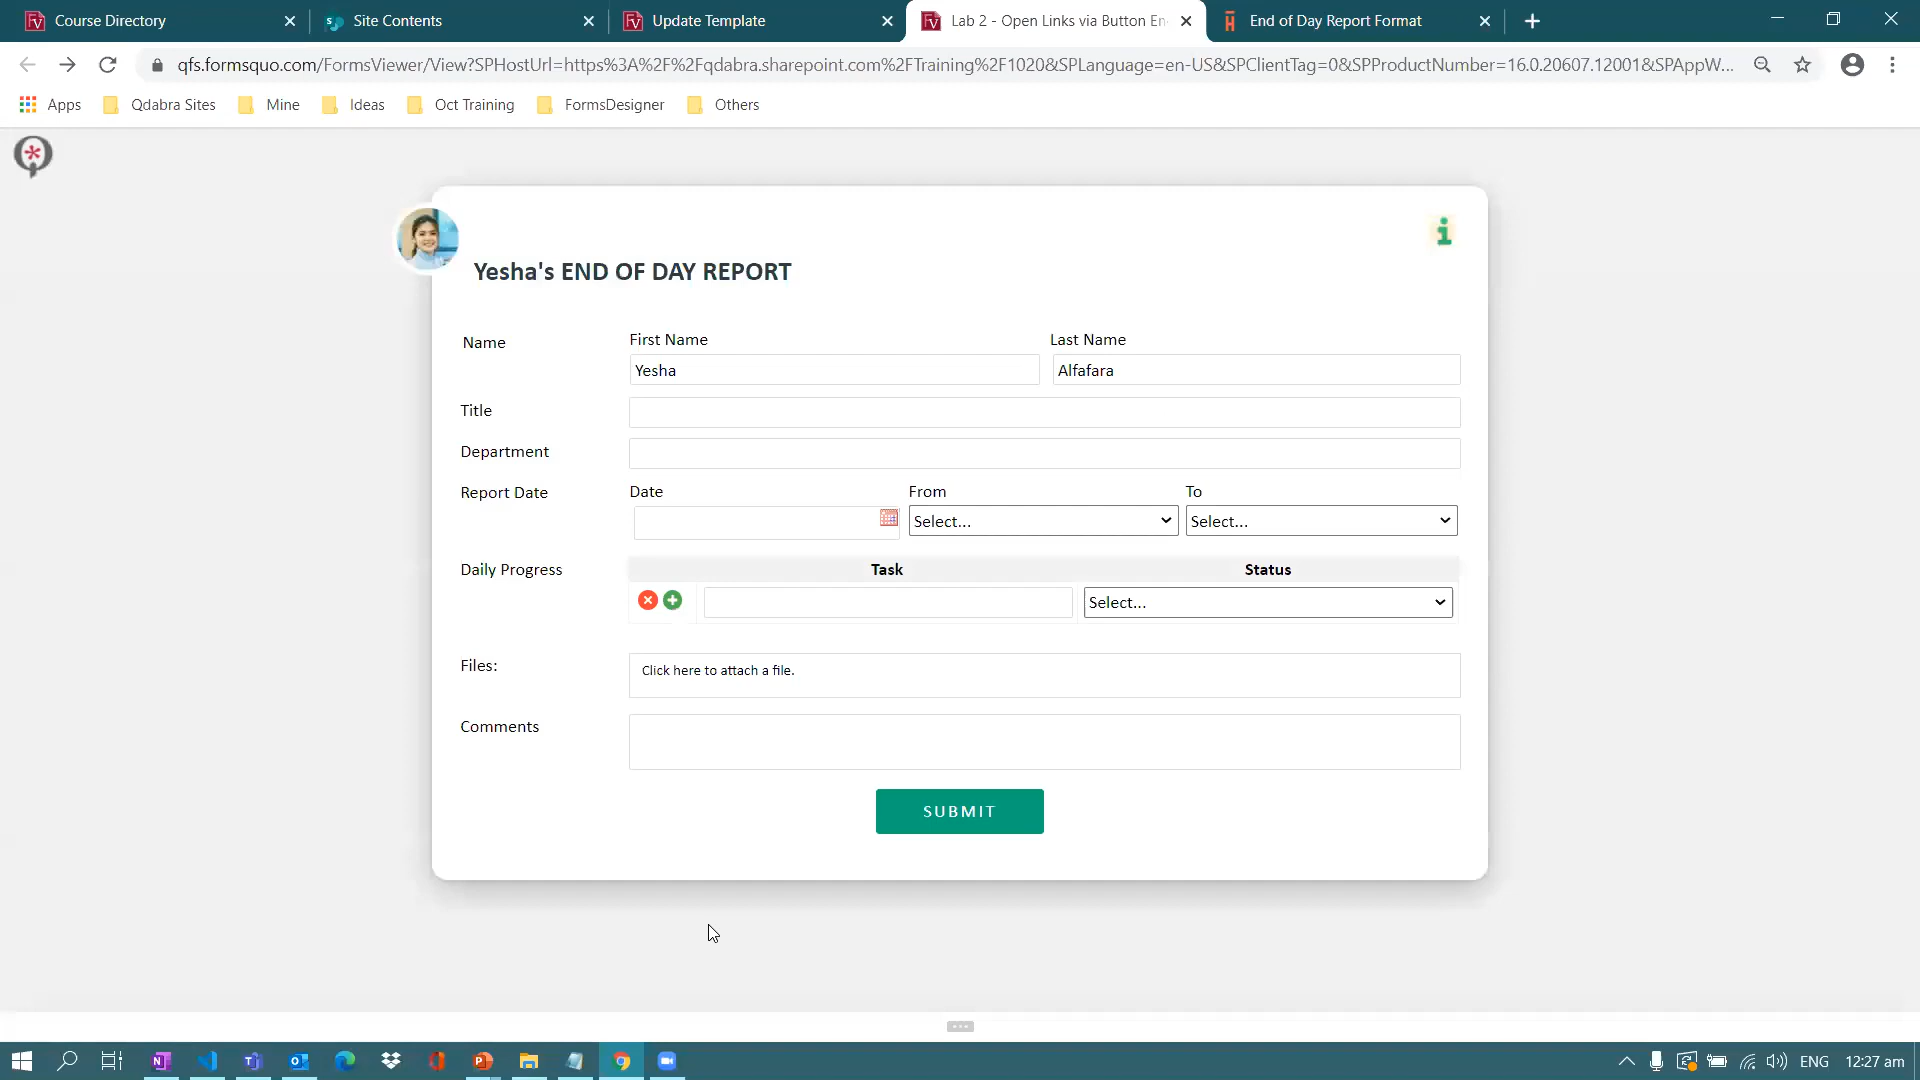 Course Directory
Site Contents
Update Template
Lab 2 - Open Links via Button En
End of Day Report Format
qfs.formsquo.com/FormsViewer/View?SPHostUrl=https%3A%2F%2Fqdabra.sharepoint.com%2FTraining%2F1020&SPLanguage=en-US&SPClientTag=0&SPProductNumber=16.0.20607.12001&SPAppW...
Apps Qdabra Sites Mine Ideas Oct Training FormsDesigner Others
Yesha's END OF DAY REPORT
Name
First Name
Last Name
Yesha
Alfafara
Title
Department
Report Date
Date
From
To
Select...
Select...
Daily Progress
Task
Status
Select...
Files:
Click here to attach a file.
Comments
SUBMIT
ENG
12:27 am